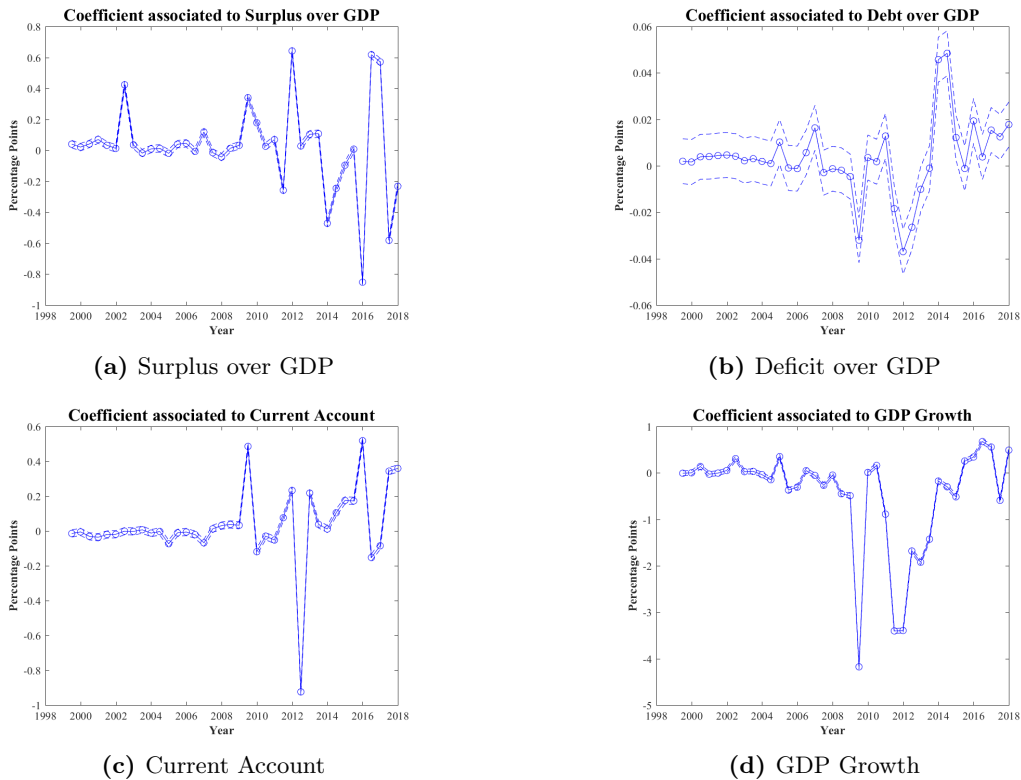 Coefficient associated to Surplus over GDP
0.8
0.6
0.4
0.2
0
-0.2
-0.4
-0.6
-0.8
-1
Percentage Points
1998 2000 2002 2004 2006 2008 2010 2012 2014 2016 2018
Year
(a) Surplus over GDP
Coefficient associated to Debt over GDP
0.06
0.04
0.02
0
-0.02
-0.04
-0.06
Percentage Points
1998 2000 2002 2004 2006 2008 2010 2012 2014 2016 2018
Year
(b) Deficit over GDP
Coefficient associated to Current Account
0.6
0.4
0.2
0
-0.2
-0.4
-0.6
-0.8
-1
Percentage Points
1998 2000 2002 2004 2006 2008 2010 2012 2014 2016 2018
Year
(c) Current Account
Coefficient associated to GDP Growth
1
0
-1
-2
-3
-4
-5
Percentage Points
1998 2000 2002 2004 2006 2008 2010 2012 2014 2016 2018
Year
(d) GDP Growth